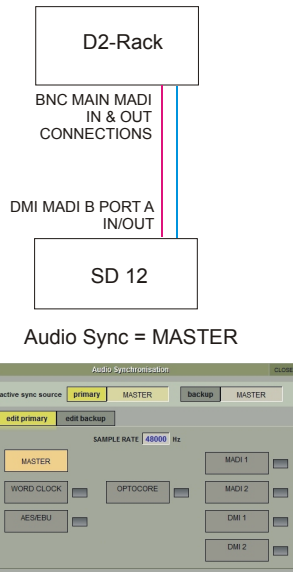 D2-Rack
BNC MAIN MADI
IN & OUT
CONNECTIONS
DMI MADI B PORT A
IN/OUT
SD 12
Audio Sync = MASTER
Audio Synchromisation CLOSE
active sync source primary MASTER backup MASTER
edit primary edit backup
SAMPLE RATE 48000 Hz
MASTER MADI 1
WORD CLOCK OPTOCORE MADI 2
AES/EBU DMI 1
DMI 2